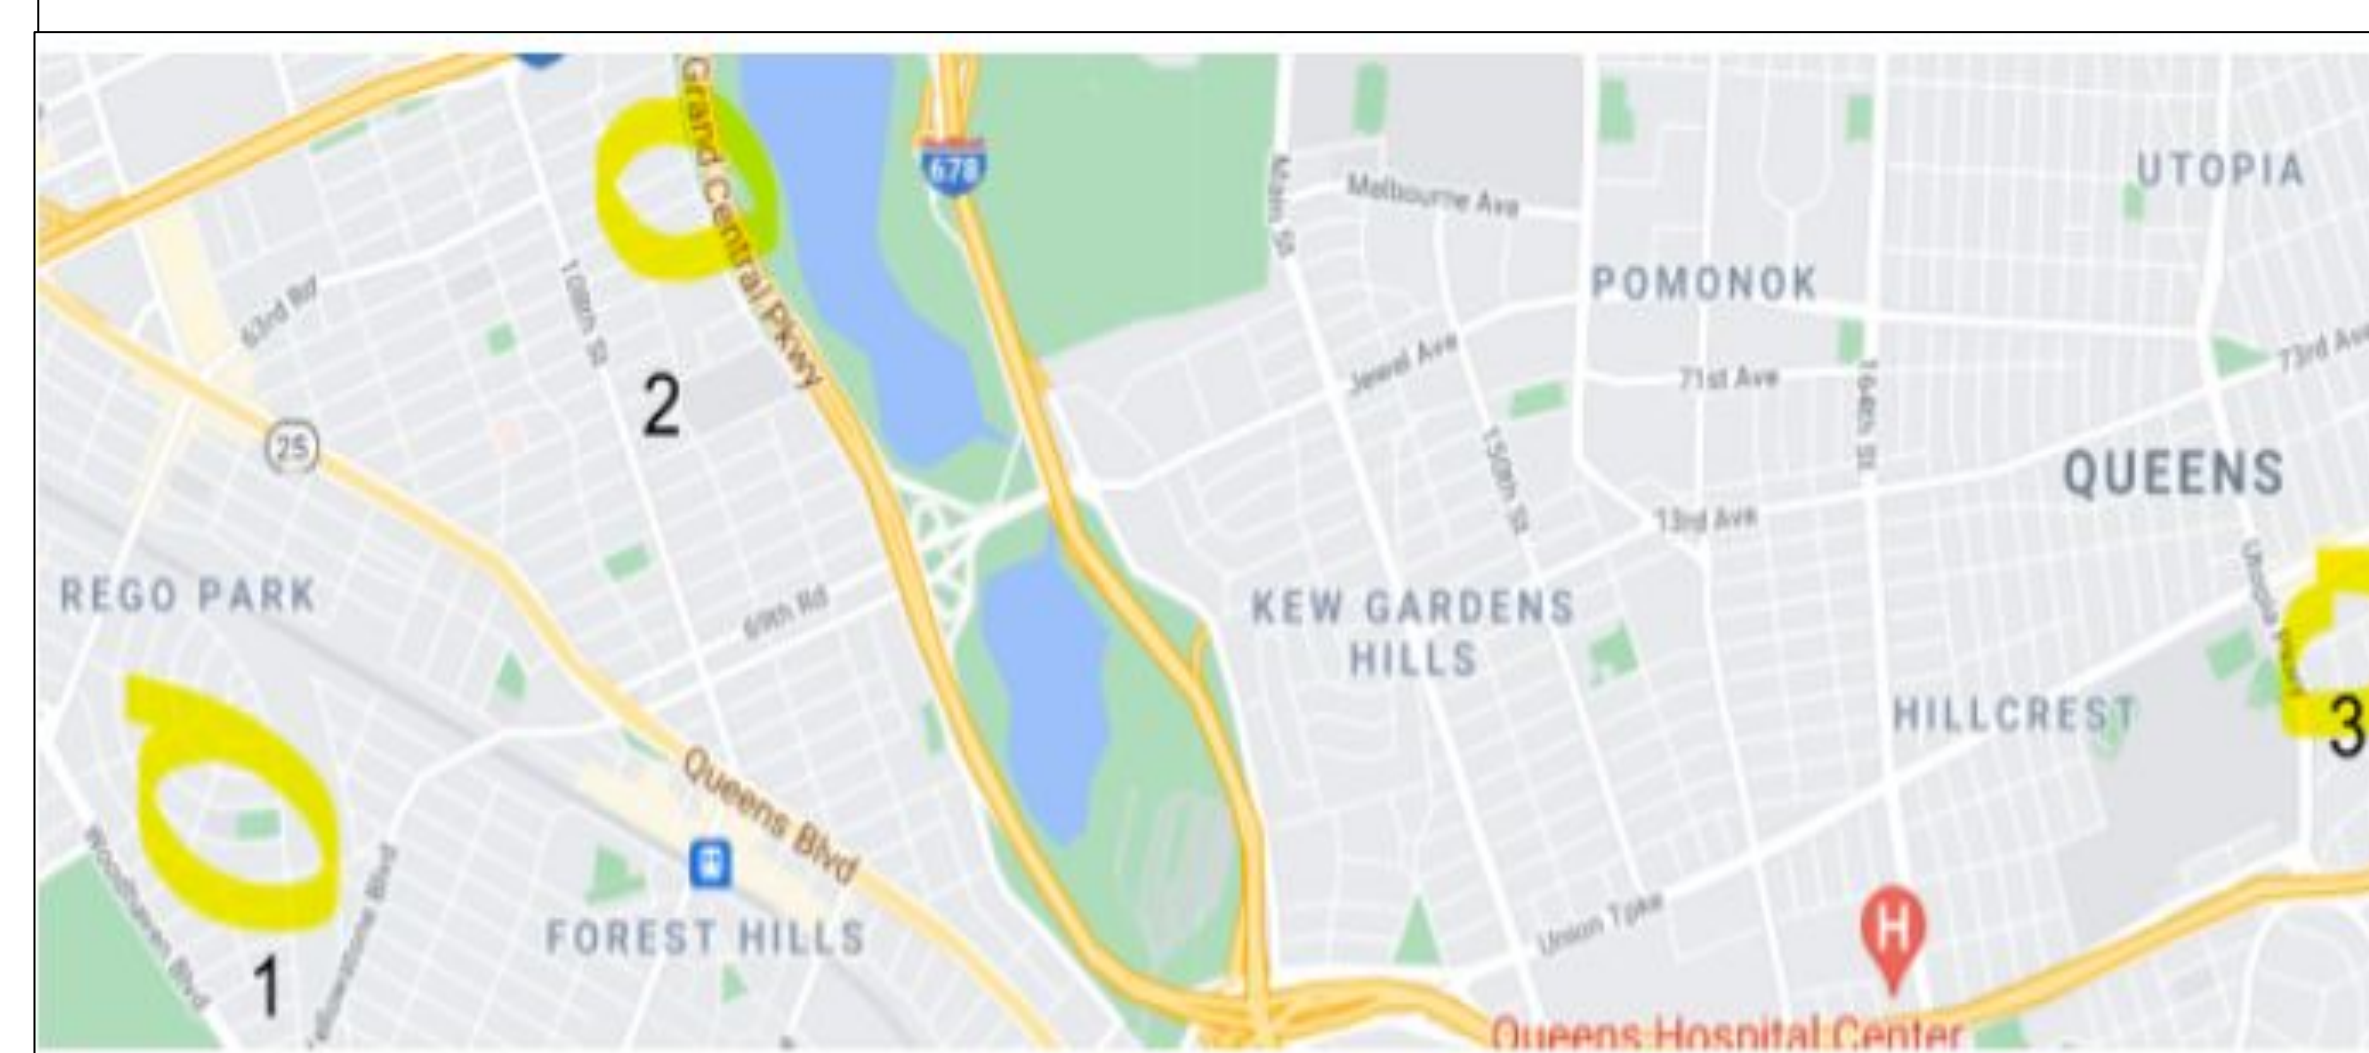 Grand Central Pkwy
678
Main St
Melbourne Ave
UTOPIA
POMONOK
63rd Rd
108th St
2
Jewel Ave
71st Ave
164th St
73rd Ave
25
150th St
QUEENS
73rd Ave
REGO PARK
69th Rd
KEW GARDENS
HILLS
HILLCREST
3
Queens Blvd
Woodhaven Blvd
FOREST HILLS
Union Tpke
H
1
Queens Hospital Center